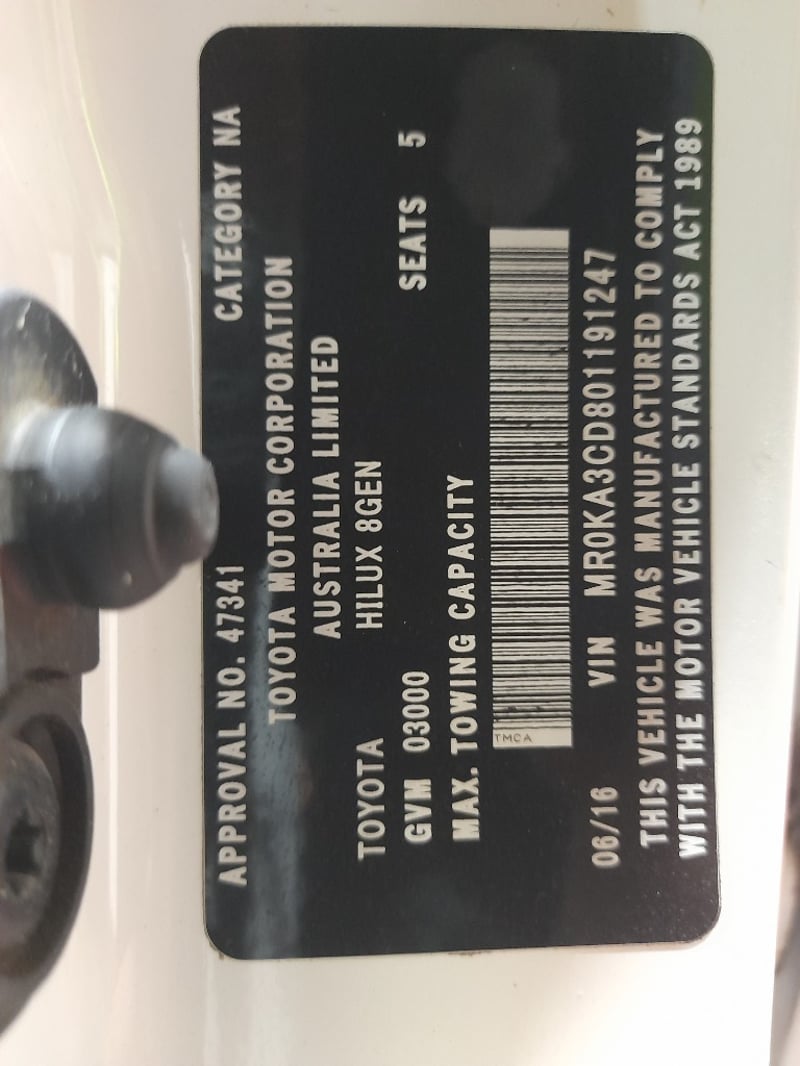 APPROVAL NO. 47341 CATEGORY NA
TOYOTA MOTOR CORPORATION
AUSTRALIA LIMITED
TOYOTA HILUX 8GEN
GVM 03000 SEATS 5
MAX. TOWING CAPACITY
TMCA
06/16 VIN MR0KA3CD801191247
THIS VEHICLE WAS MANUFACTURED TO COMPLY
WITH THE MOTOR VEHICLE STANDARDS ACT 1989